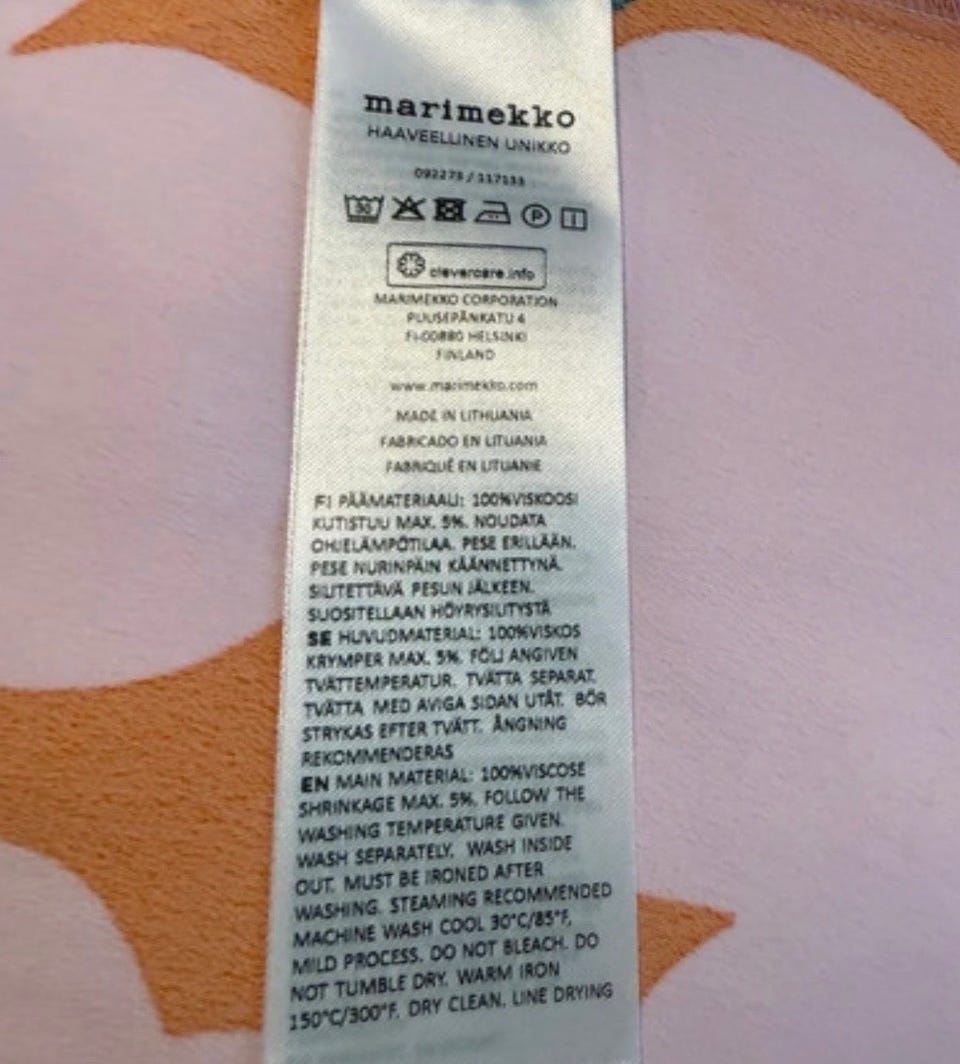 marimekko
HAAVEELLINEN UNIKKO
092273 / 117133
30
P
clevercare.info
MARIMEKKO CORPORATION
PUUSEPÄNKATU 4
FI-00880 HELSINKI
FINLAND
www.marimekko.com
MADE IN LITHUANIA
FABRICADO EN LITUANIA
FABRIQUÉ EN LITUANIE
FI PÄÄMATERIAALI: 100%VISKOOSI
KUTISTUU MAX. 5%. NOUDATA
OHJELÄMPÖTILAA. PESE ERILLÄÄN.
PESE NURINPÄIN KÄÄNNETTYNÄ.
SILITETTÄVÄ PESUN JÄLKEEN.
SUOSITELLAAN HÖYRYSILITYSTÄ
SE HUVUDMATERIAL: 100%VISKOS
KRYMPER MAX. 5%. FÖLJ ANGIVEN
TVÄTTEMPERATUR. TVÄTTA SEPARAT.
TVÄTTA MED AVIGA SIDAN UTÅT. BÖR
STRYKAS EFTER TVÄTT. ÅNGNING
REKOMMENDERAS
EN MAIN MATERIAL: 100%VISCOSE
SHRINKAGE MAX. 5%. FOLLOW THE
WASHING TEMPERATURE GIVEN.
WASH SEPARATELY. WASH INSIDE
OUT. MUST BE IRONED AFTER
WASHING. STEAMING RECOMMENDED
MACHINE WASH COOL 30°C/85°F,
MILD PROCESS. DO NOT BLEACH. DO
NOT TUMBLE DRY. WARM IRON
150°C/300°F. DRY CLEAN. LINE DRYING